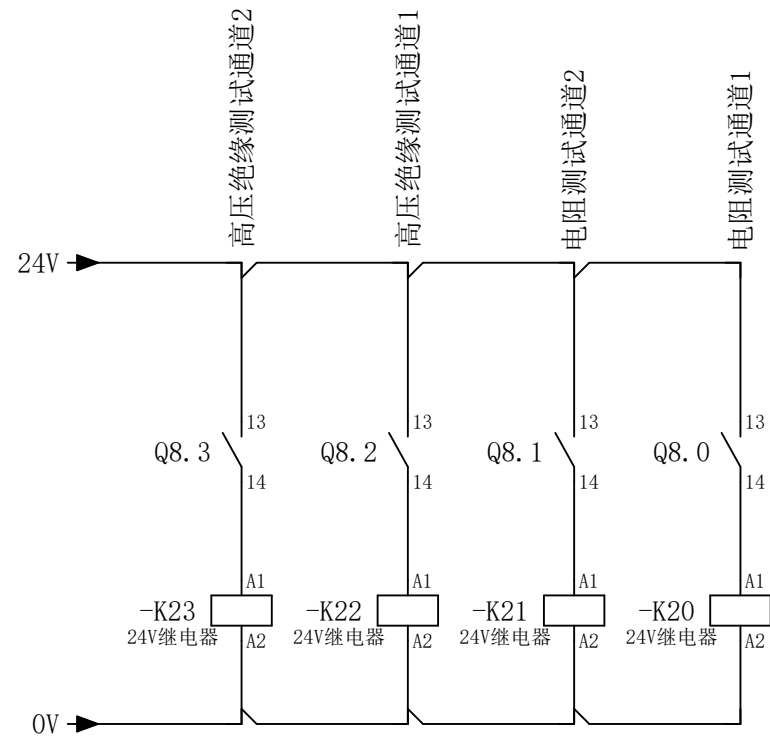 高压绝缘测试通道2
高压绝缘测试通道1
电阻测试通道2
电阻测试通道1
24V
13
13
13
13
Q8.3
Q8.2
Q8.1
Q8.0
14
14
14
14
A1
A1
A1
A1
-K23
-K22
-K21
-K20
24V继电器
24V继电器
24V继电器
24V继电器
A2
A2
A2
A2
0V